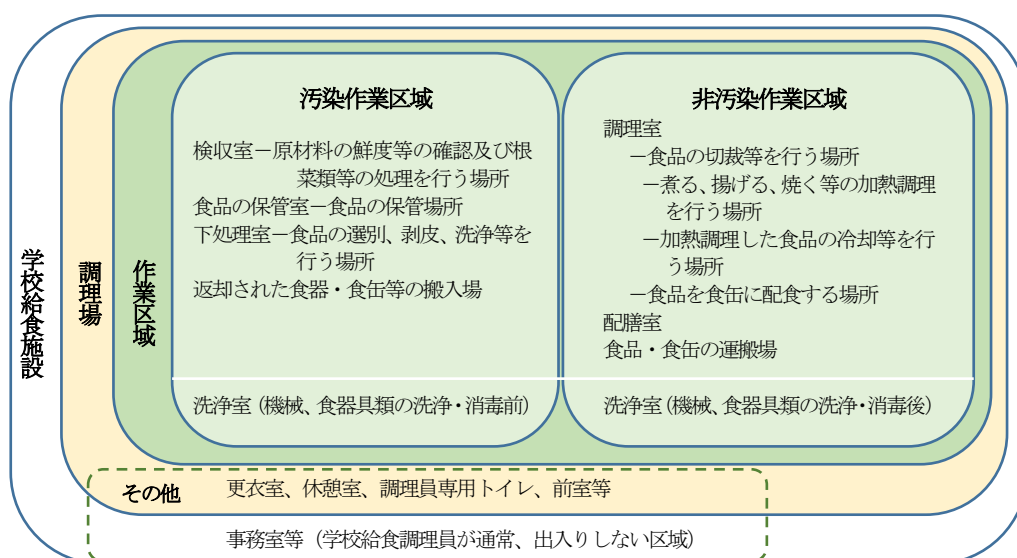 学校給食施設
調理場
作業区域
汚染作業区域
検収室－原材料の鮮度等の確認及び根
菜類等の処理を行う場所
食品の保管室－食品の保管場所
下処理室－食品の選別、剥皮、洗浄等を
行う場所
返却された食器・食缶等の搬入場
洗浄室（機械、食器具類の洗浄・消毒前）
非汚染作業区域
調理室
－食品の切裁等を行う場所
－煮る、揚げる、焼く等の加熱調理
を行う場所
－加熱調理した食品の冷却等を行
う場所
－食品を食缶に配食する場所
配膳室
食品・食缶の運搬場
洗浄室（機械、食器具類の洗浄・消毒後）
その他
更衣室、休憩室、調理員専用トイレ、前室等
事務室等（学校給食調理員が通常、出入りしない区域）